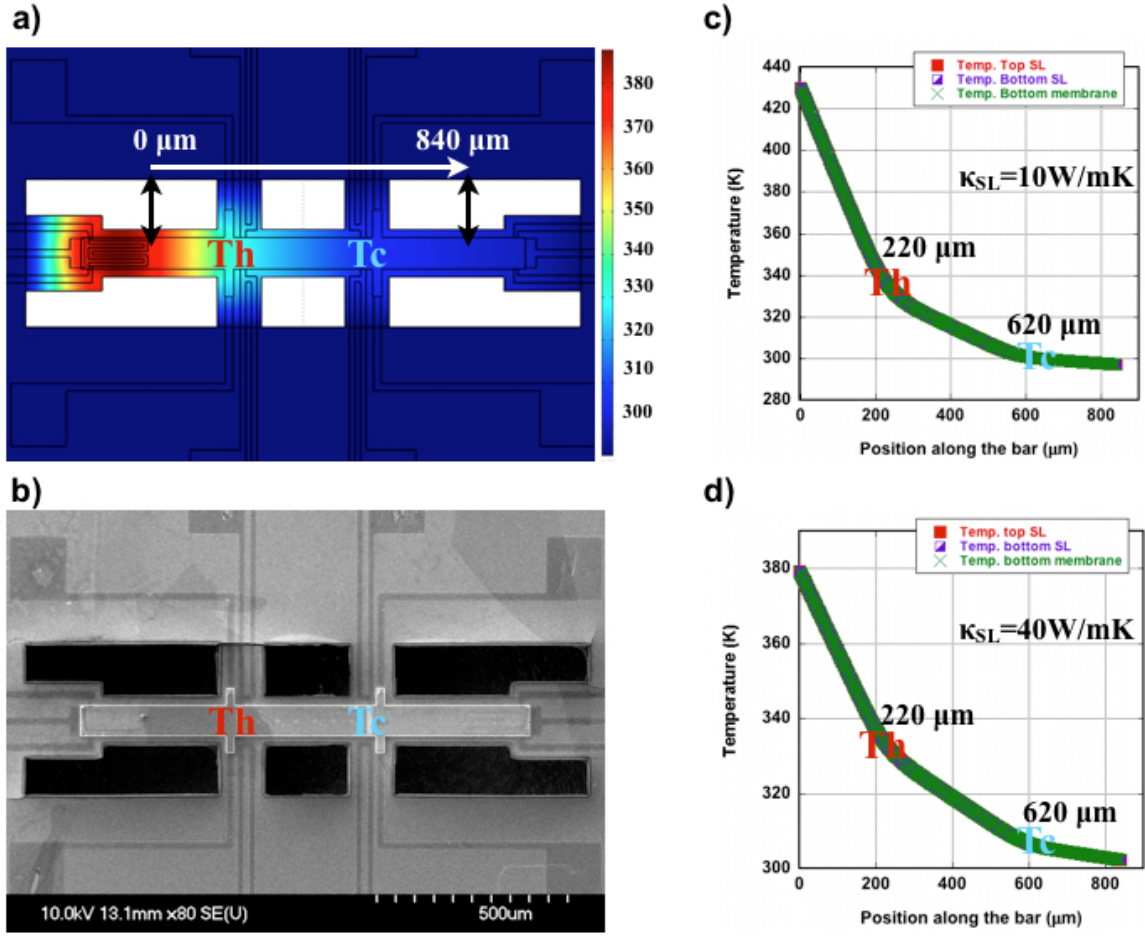 a)
0 μm
840 μm
Th
Tc
380
370
360
350
340
330
320
310
300
b)
Th
Tc
10.0kV 13.1mm x80 SE(U)
500um
c)
Temp. Top SL
Temp. Bottom SL
Temp. Bottom membrane
κSL=10W/mK
220 μm
Th
620 μm
Tc
Temperature (K)
440
420
400
380
360
340
320
300
280
0
200
400
600
800
Position along the bar (μm)
d)
Temp. top SL
Temp. bottom SL
Temp. bottom membrane
κSL=40W/mK
220 μm
Th
620 μm
Tc
Temperature (K)
380
360
340
320
300
0
200
400
600
800
Position along the bar (μm)